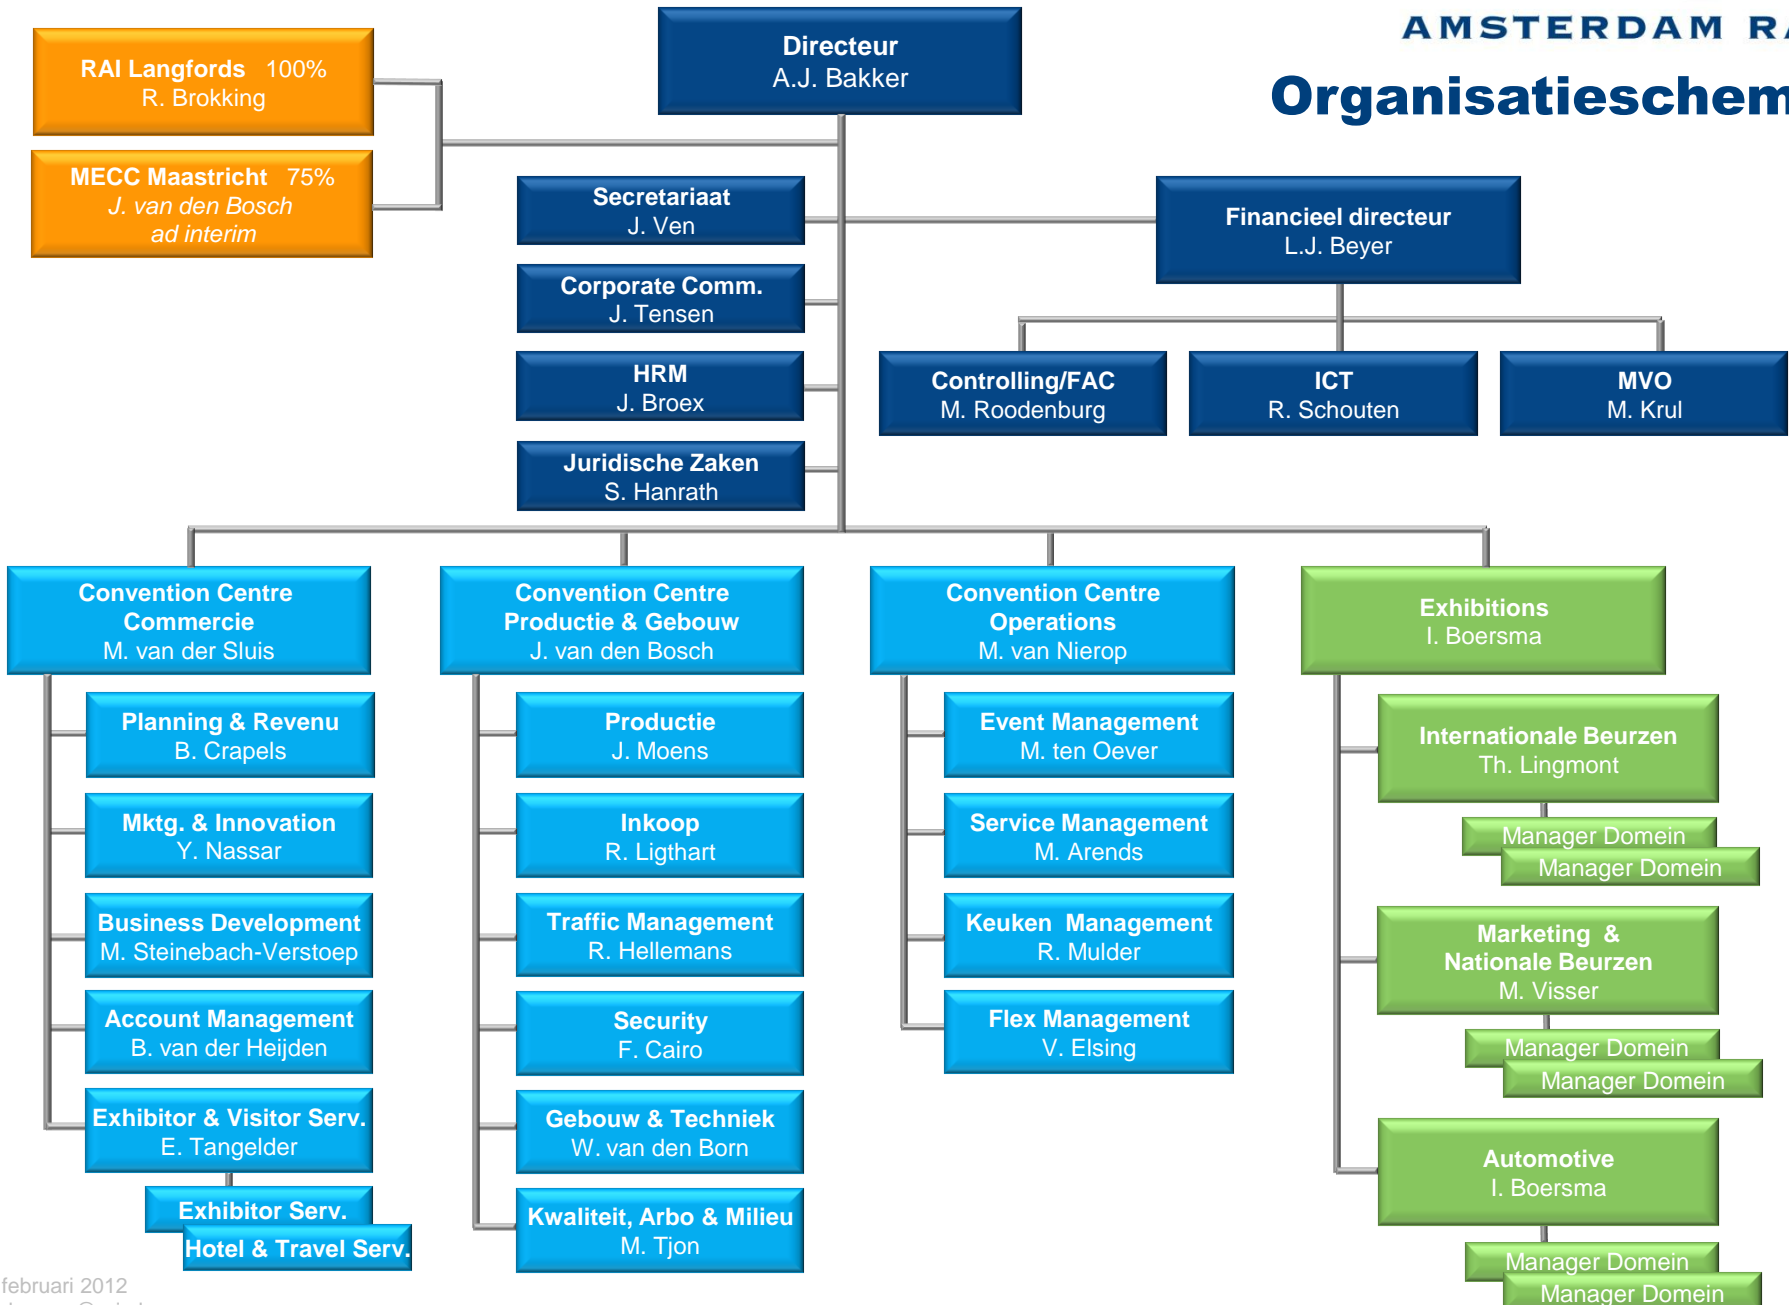 AMSTERDAM RA
Organisatieschem
Directeur
A.J. Bakker
RAI Langfords 100%
R. Brokking
MECC Maastricht 75%
J. van den Bosch
ad interim
Secretariaat
J. Ven
Financieel directeur
L.J. Beyer
Corporate Comm.
J. Tensen
HRM
J. Broex
Juridische Zaken
S. Hanrath
Controlling/FAC
M. Roodenburg
ICT
R. Schouten
MVO
M. Krul
Convention Centre
Commercie
M. van der Sluis
Planning & Revenu
B. Crapels
Mktg. & Innovation
Y. Nassar
Business Development
M. Steinebach-Verstoep
Account Management
B. van der Heijden
Exhibitor & Visitor Serv.
E. Tangelder
Exhibitor Serv.
Hotel & Travel Serv.
Convention Centre
Productie & Gebouw
J. van den Bosch
Productie
J. Moens
Inkoop
R. Ligthart
Traffic Management
R. Hellemans
Security
F. Cairo
Gebouw & Techniek
W. van den Born
Kwaliteit, Arbo & Milieu
M. Tjon
Convention Centre
Operations
M. van Nierop
Event Management
M. ten Oever
Service Management
M. Arends
Keuken Management
R. Mulder
Flex Management
V. Elsing
Exhibitions
I. Boersma
Internationale Beurzen
Th. Lingmont
Manager Domein
Manager Domein
Marketing &
Nationale Beurzen
M. Visser
Manager Domein
Manager Domein
Automotive
I. Boersma
Manager Domein
Manager Domein
februari 2012